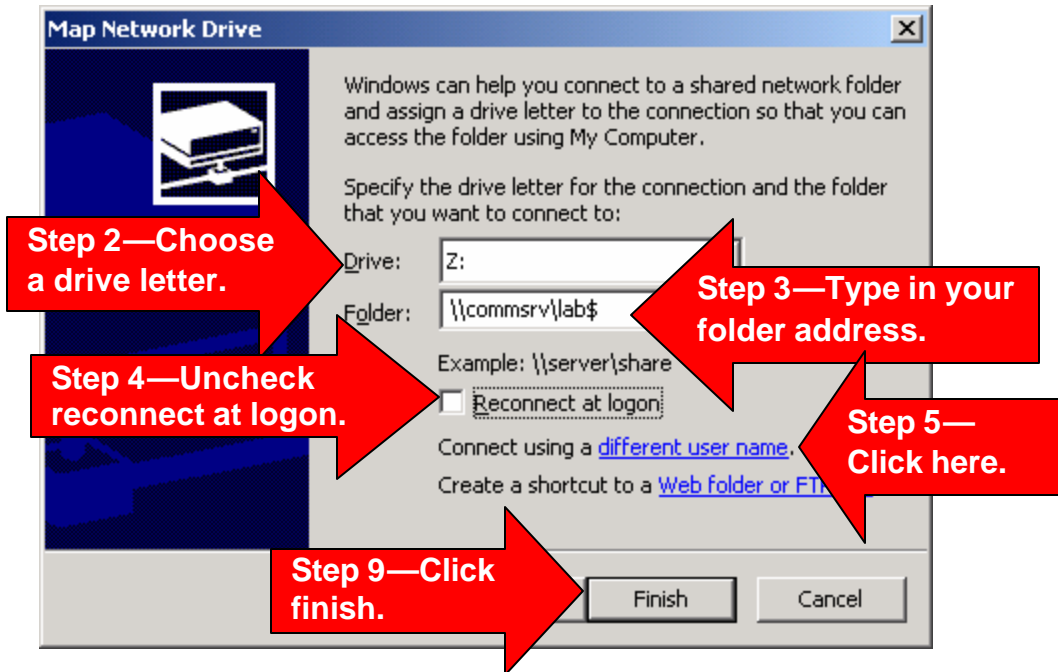 Map Network Drive
Windows can help you connect to a shared network folder
and assign a drive letter to the connection so that you can
access the folder using My Computer.
Specify the drive letter for the connection and the folder
that you want to connect to:
Step 2—Choose
a drive letter.
Drive:
Z:
Step 3—Type in your
folder address.
Folder:
\\commsrv\lab$
Example: \\server\share
Step 4—Uncheck
reconnect at logon.
Reconnect at logon
Step 5—
Click here.
Connect using a different user name.
Create a shortcut to a Web folder or
Step 9—Click
finish.
Finish
Cancel